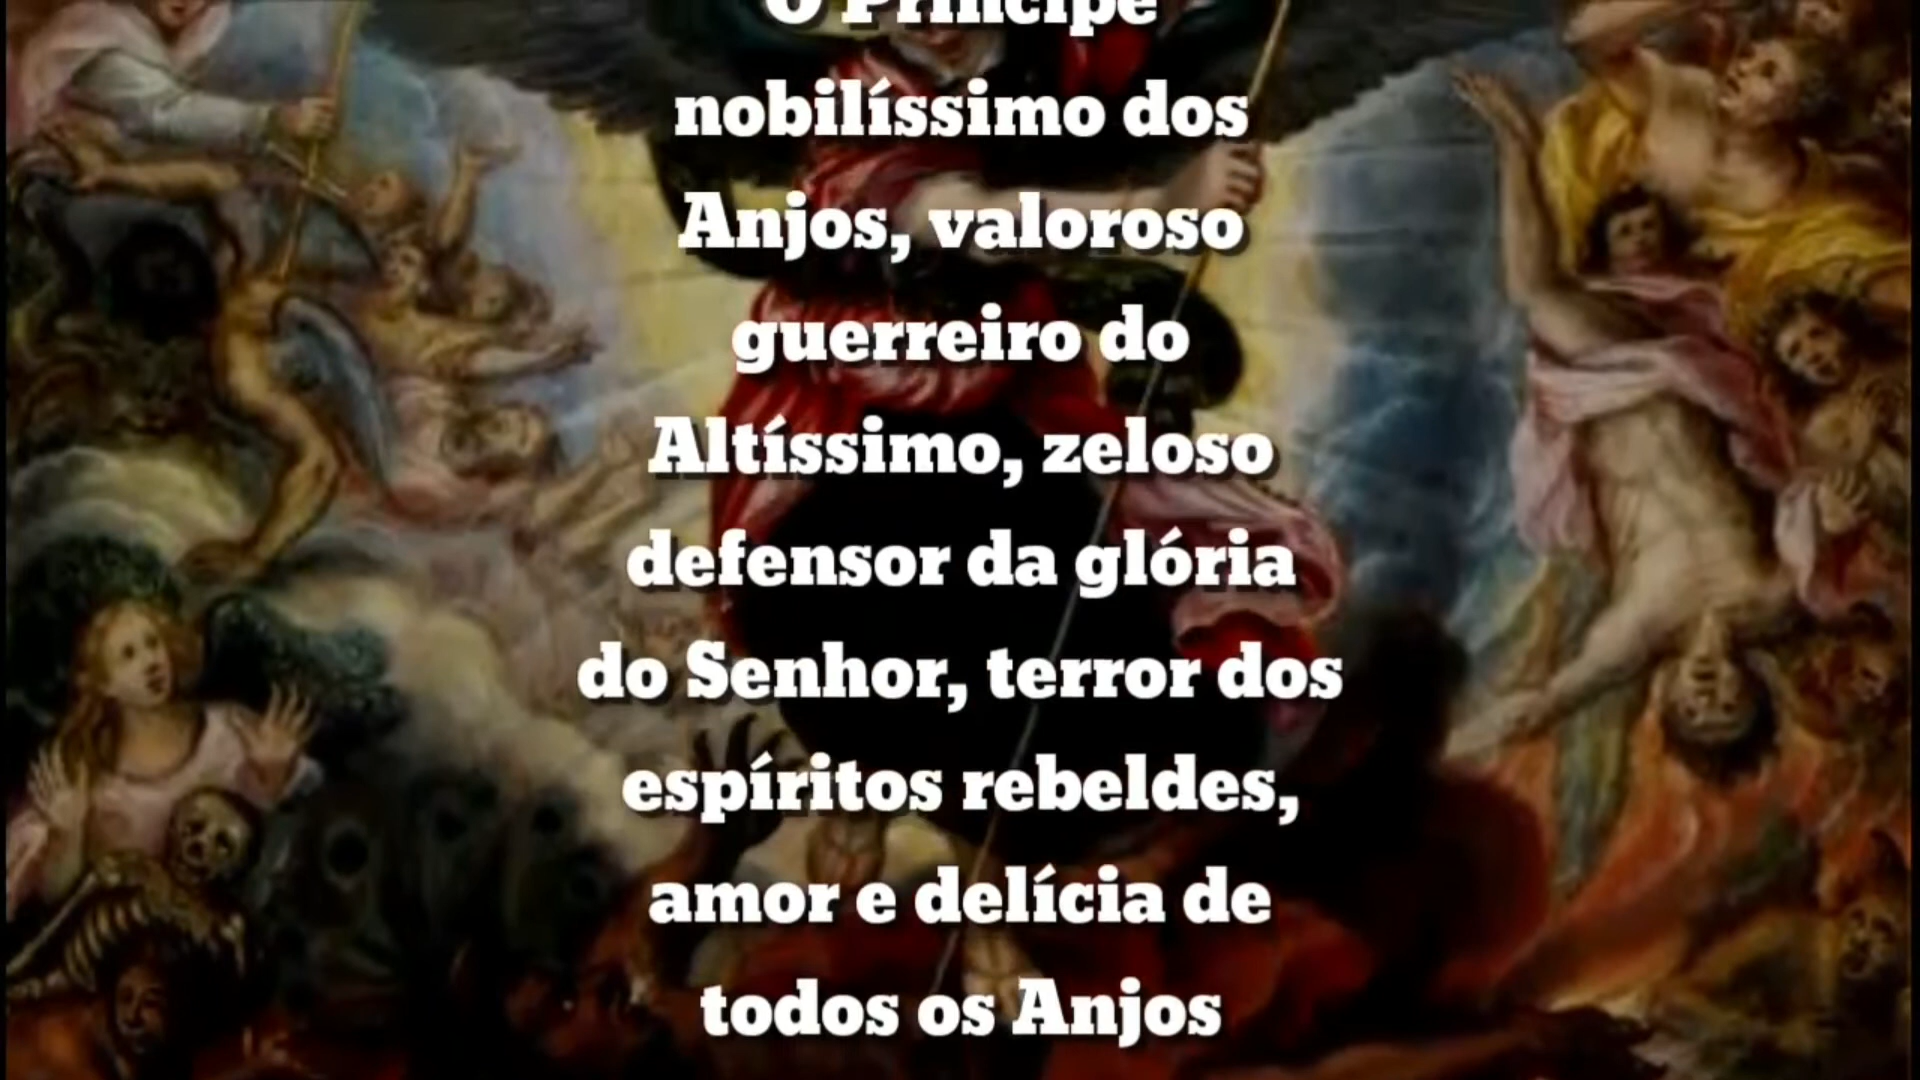 O Príncipe
nobilíssimo dos
Anjos, valoroso
guerreiro do
Altíssimo, zeloso
defensor da glória
do Senhor, terror dos
espíritos rebeldes,
amor e delícia de
todos os Anjos